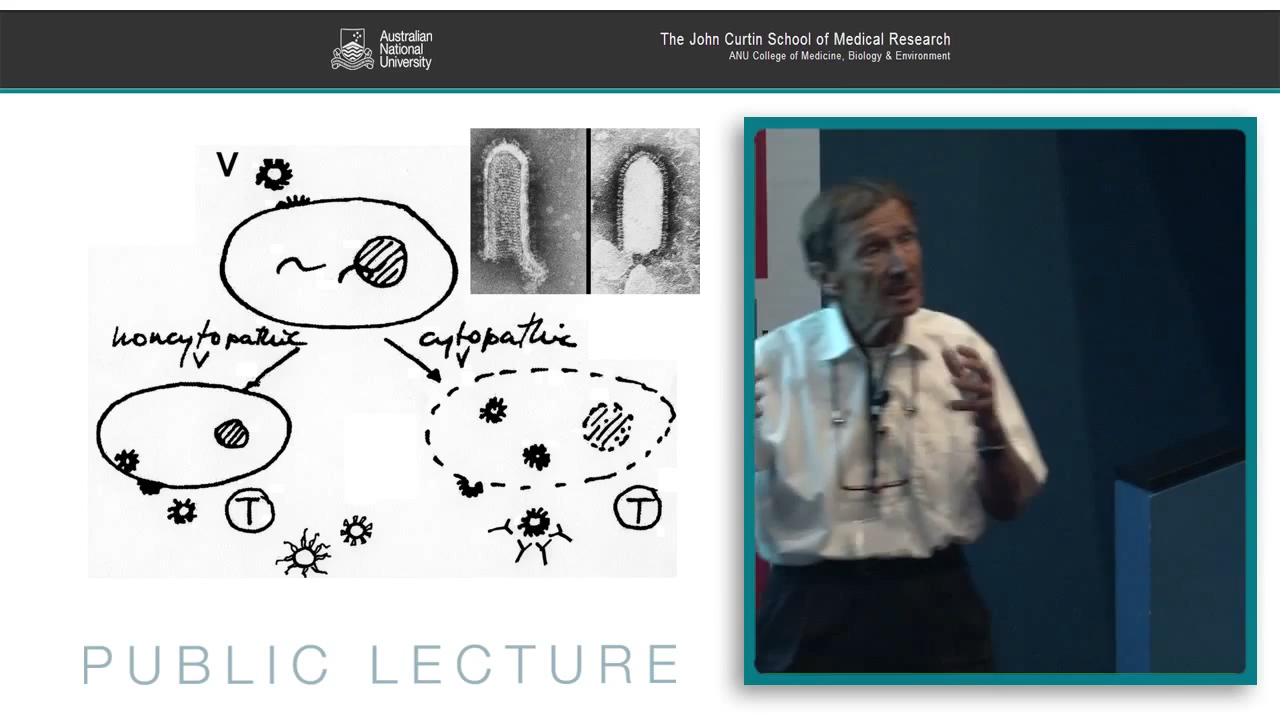 Australian
National
University
The John Curtin School of Medical Research
ANU College of Medicine, Biology & Environment
V
noncytopathic
V
cytopathic
V
T
T
PUBLIC LECTURE